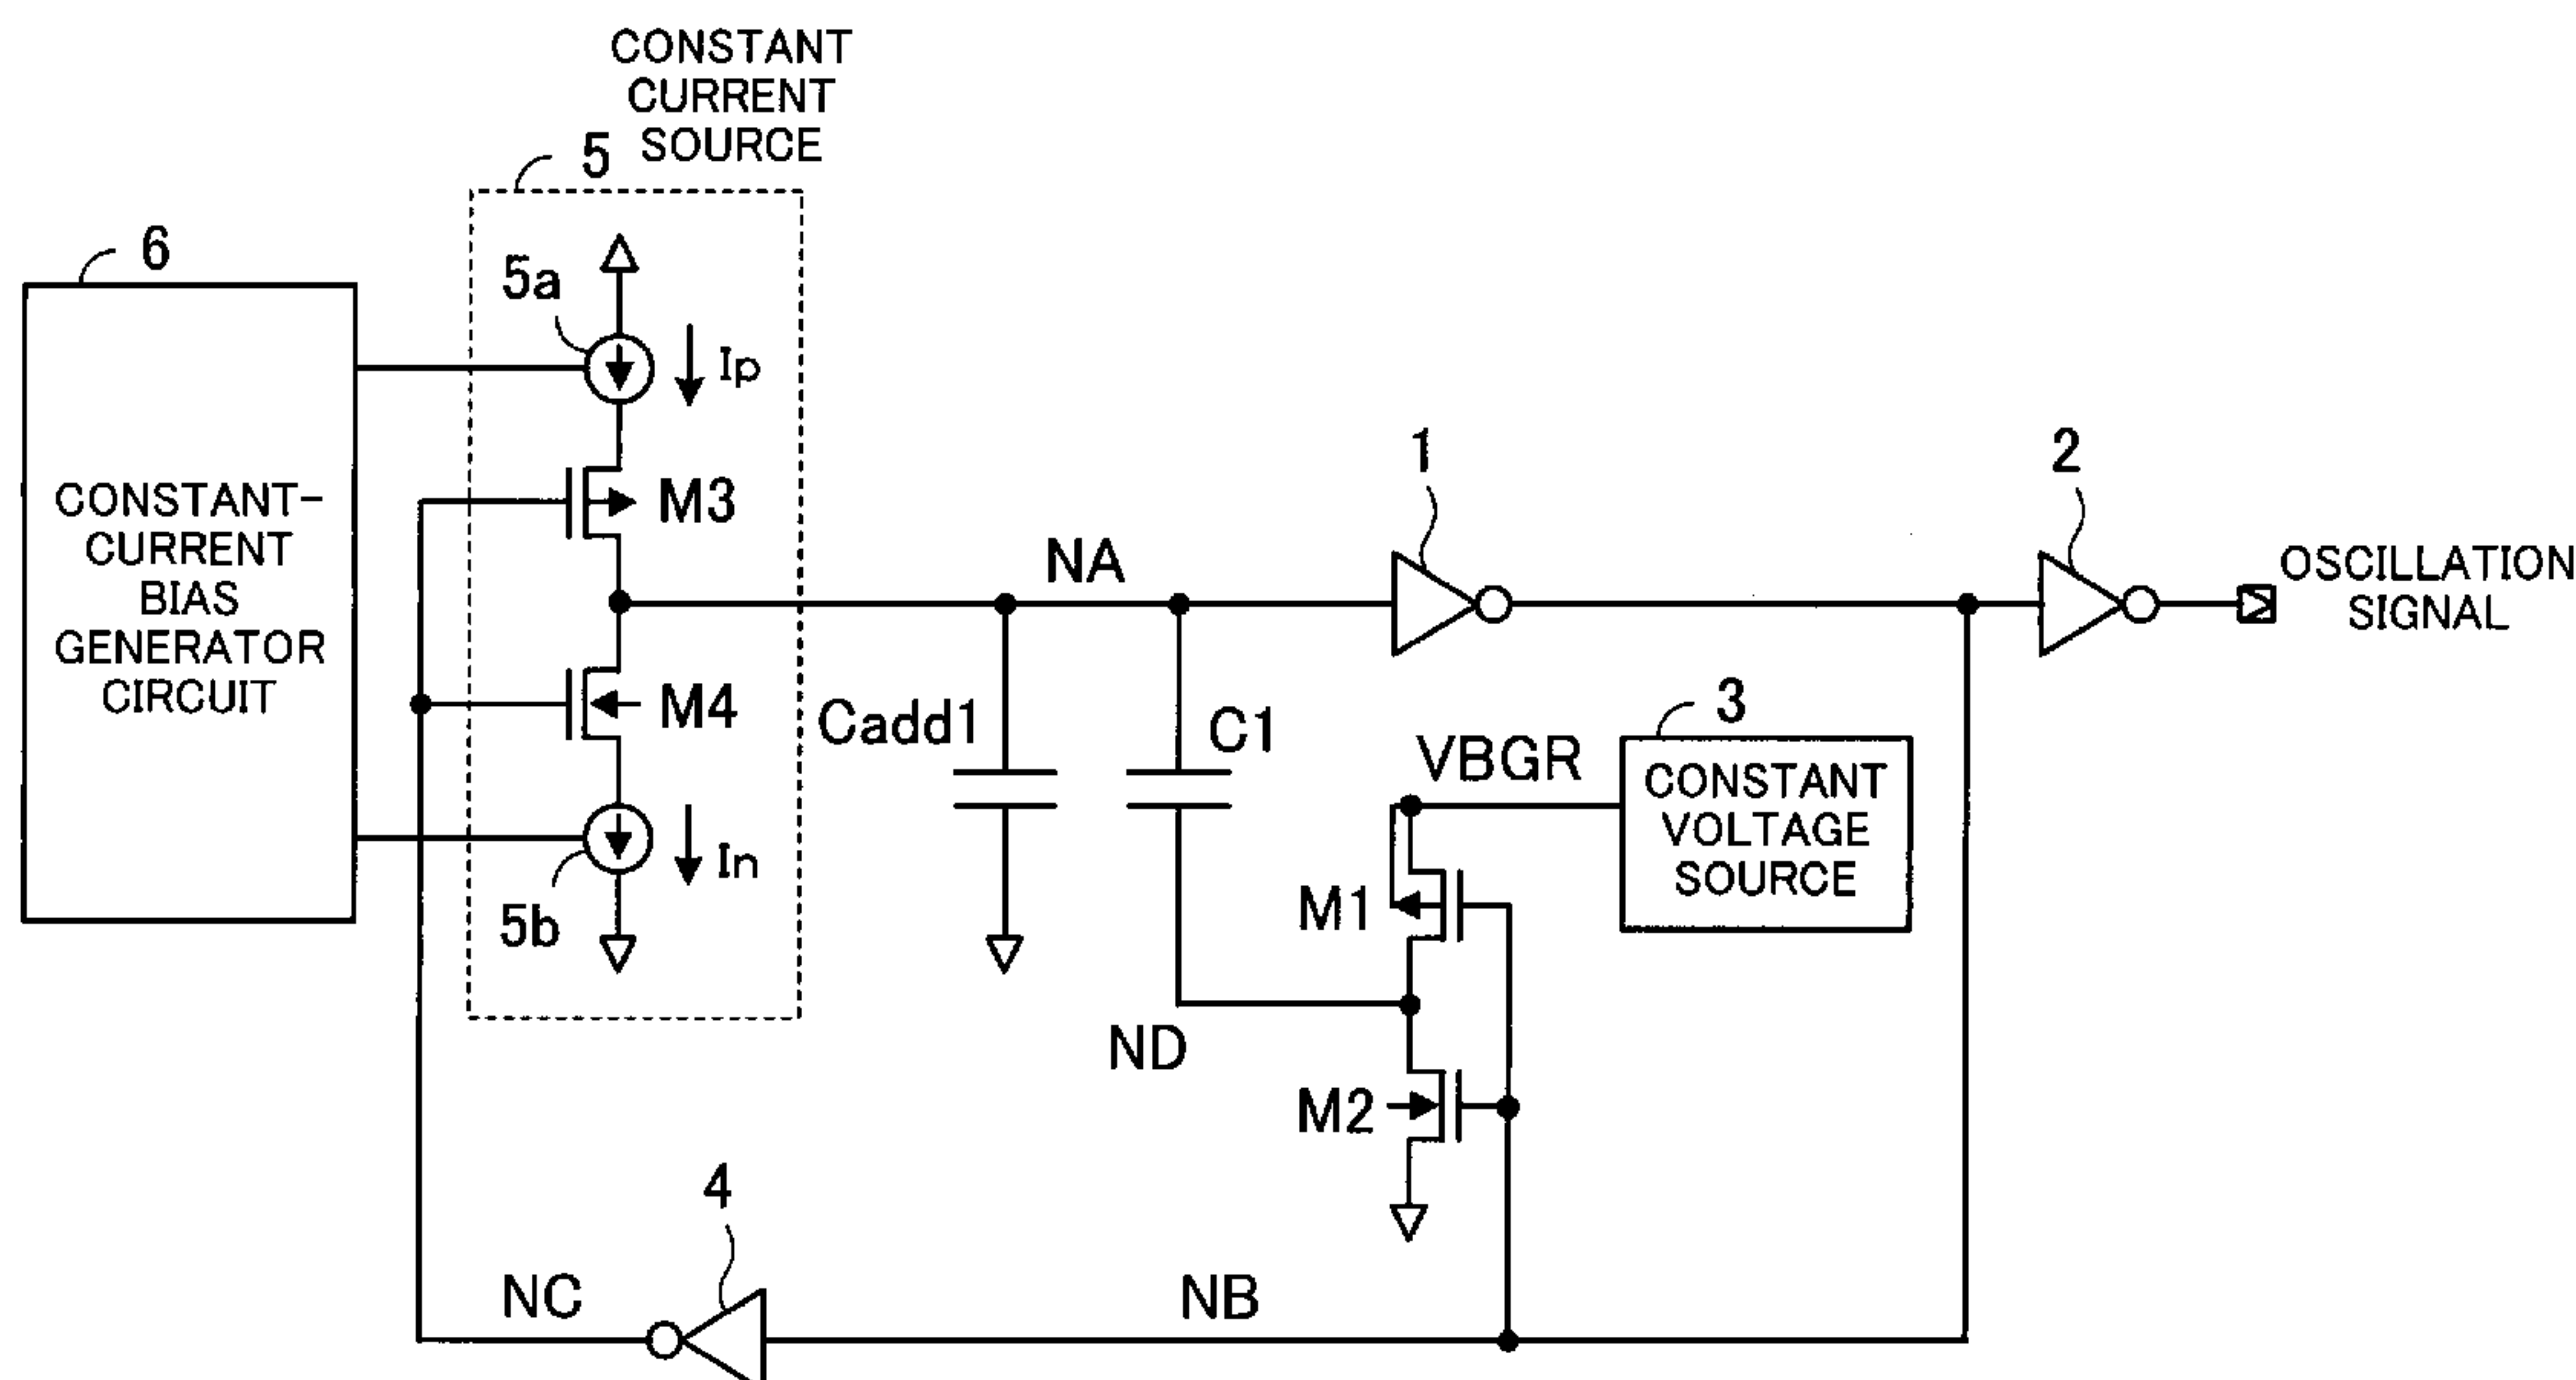 CONSTANT
CURRENT
SOURCE
5
6
5a
Ip
CONSTANT-
CURRENT
BIAS
GENERATOR
CIRCUIT
M3
M4
In
5b
NA
1
2
OSCILLATION
SIGNAL
Cadd1
C1
VBGR
3
CONSTANT
VOLTAGE
SOURCE
M1
ND
M2
4
NC
NB